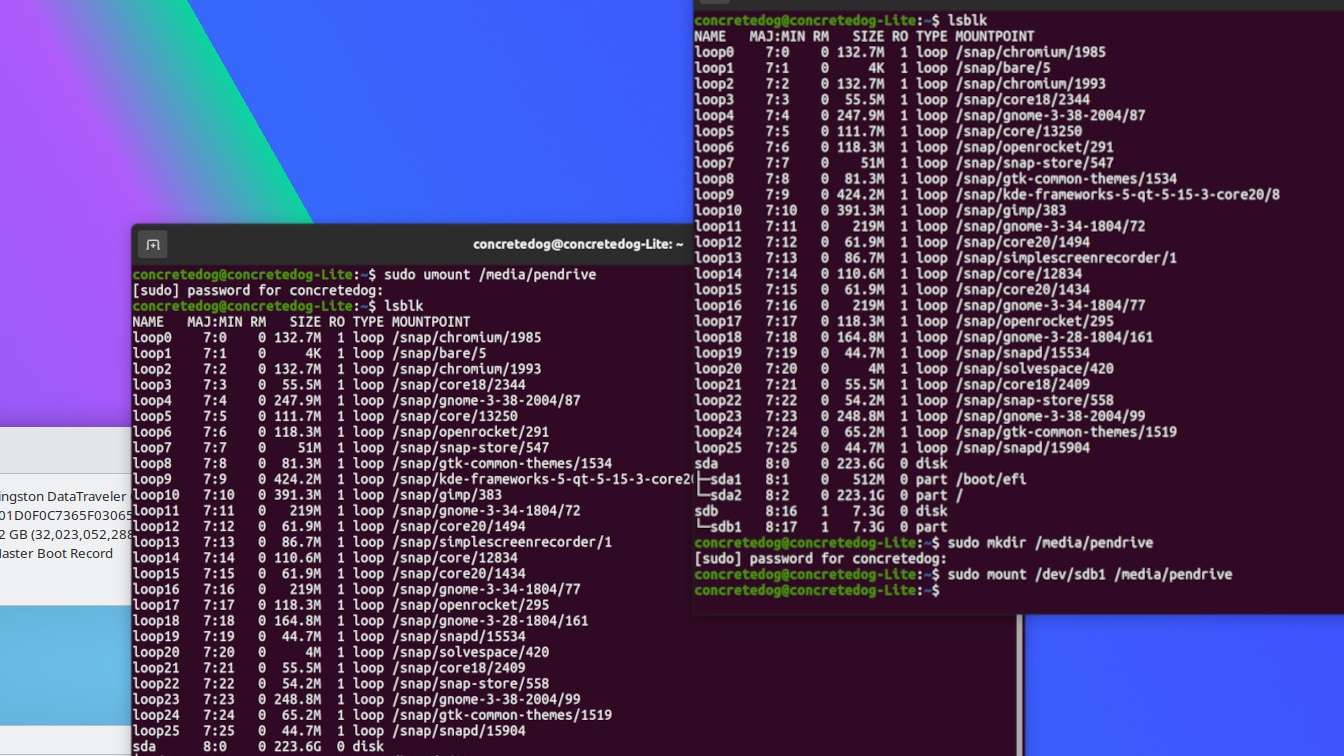 concretedog@concretedog-Lite:~$ lsblk
NAME MAJ:MIN RM SIZE RO TYPE MOUNTPOINT
loop0 7:0 0 132.7M 1 loop /snap/chromium/1985
loop1 7:1 0 4K 1 loop /snap/bare/5
loop2 7:2 0 132.7M 1 loop /snap/chromium/1993
loop3 7:3 0 55.5M 1 loop /snap/core18/2344
loop4 7:4 0 247.9M 1 loop /snap/gnome-3-38-2004/87
loop5 7:5 0 111.7M 1 loop /snap/core/13250
loop6 7:6 0 118.3M 1 loop /snap/openrocket/291
loop7 7:7 0 51M 1 loop /snap/snap-store/547
loop8 7:8 0 81.3M 1 loop /snap/gtk-common-themes/1534
loop9 7:9 0 424.2M 1 loop /snap/kde-frameworks-5-qt-5-15-3-core20/8
loop10 7:10 0 391.3M 1 loop /snap/gimp/383
loop11 7:11 0 219M 1 loop /snap/gnome-3-34-1804/72
loop12 7:12 0 61.9M 1 loop /snap/core20/1494
loop13 7:13 0 86.7M 1 loop /snap/simplescreenrecorder/1
loop14 7:14 0 110.6M 1 loop /snap/core/12834
loop15 7:15 0 61.9M 1 loop /snap/core20/1434
loop16 7:16 0 219M 1 loop /snap/gnome-3-34-1804/77
loop17 7:17 0 118.3M 1 loop /snap/openrocket/295
loop18 7:18 0 164.8M 1 loop /snap/gnome-3-28-1804/161
loop19 7:19 0 44.7M 1 loop /snap/snapd/15534
loop20 7:20 0 4M 1 loop /snap/solvespace/420
loop21 7:21 0 55.5M 1 loop /snap/core18/2409
loop22 7:22 0 54.2M 1 loop /snap/snap-store/558
loop23 7:23 0 248.8M 1 loop /snap/gnome-3-38-2004/99
loop24 7:24 0 65.2M 1 loop /snap/gtk-common-themes/1519
loop25 7:25 0 44.7M 1 loop /snap/snapd/15904
sda 8:0 0 223.6G 0 disk
├─sda1 8:1 0 512M 0 part /boot/efi
└─sda2 8:2 0 223.1G 0 part /
sdb 8:16 1 7.3G 0 disk
└─sdb1 8:17 1 7.3G 0 part
concretedog@concretedog-Lite:~$ sudo mkdir /media/pendrive
[sudo] password for concretedog:
concretedog@concretedog-Lite:~$ sudo mount /dev/sdb1 /media/pendrive
concretedog@concretedog-Lite:~$
concretedog@concretedog-Lite: ~
concretedog@concretedog-Lite:~$ sudo umount /media/pendrive
[sudo] password for concretedog:
concretedog@concretedog-Lite:~$ lsblk
NAME MAJ:MIN RM SIZE RO TYPE MOUNTPOINT
loop0 7:0 0 132.7M 1 loop /snap/chromium/1985
loop1 7:1 0 4K 1 loop /snap/bare/5
loop2 7:2 0 132.7M 1 loop /snap/chromium/1993
loop3 7:3 0 55.5M 1 loop /snap/core18/2344
loop4 7:4 0 247.9M 1 loop /snap/gnome-3-38-2004/87
loop5 7:5 0 111.7M 1 loop /snap/core/13250
loop6 7:6 0 118.3M 1 loop /snap/openrocket/291
loop7 7:7 0 51M 1 loop /snap/snap-store/547
loop8 7:8 0 81.3M 1 loop /snap/gtk-common-themes/1534
loop9 7:9 0 424.2M 1 loop /snap/kde-frameworks-5-qt-5-15-3-core2
loop10 7:10 0 391.3M 1 loop /snap/gimp/383
loop11 7:11 0 219M 1 loop /snap/gnome-3-34-1804/72
loop12 7:12 0 61.9M 1 loop /snap/core20/1494
loop13 7:13 0 86.7M 1 loop /snap/simplescreenrecorder/1
loop14 7:14 0 110.6M 1 loop /snap/core/12834
loop15 7:15 0 61.9M 1 loop /snap/core20/1434
loop16 7:16 0 219M 1 loop /snap/gnome-3-34-1804/77
loop17 7:17 0 118.3M 1 loop /snap/openrocket/295
loop18 7:18 0 164.8M 1 loop /snap/gnome-3-28-1804/161
loop19 7:19 0 44.7M 1 loop /snap/snapd/15534
loop20 7:20 0 4M 1 loop /snap/solvespace/420
loop21 7:21 0 55.5M 1 loop /snap/core18/2409
loop22 7:22 0 54.2M 1 loop /snap/snap-store/558
loop23 7:23 0 248.8M 1 loop /snap/gnome-3-38-2004/99
loop24 7:24 0 65.2M 1 loop /snap/gtk-common-themes/1519
loop25 7:25 0 44.7M 1 loop /snap/snapd/15904
sda 8:0 0 223.6G 0 disk
ingston DataTraveler
01D0F0C7365F03065
2 GB (32,023,052,288
Master Boot Record